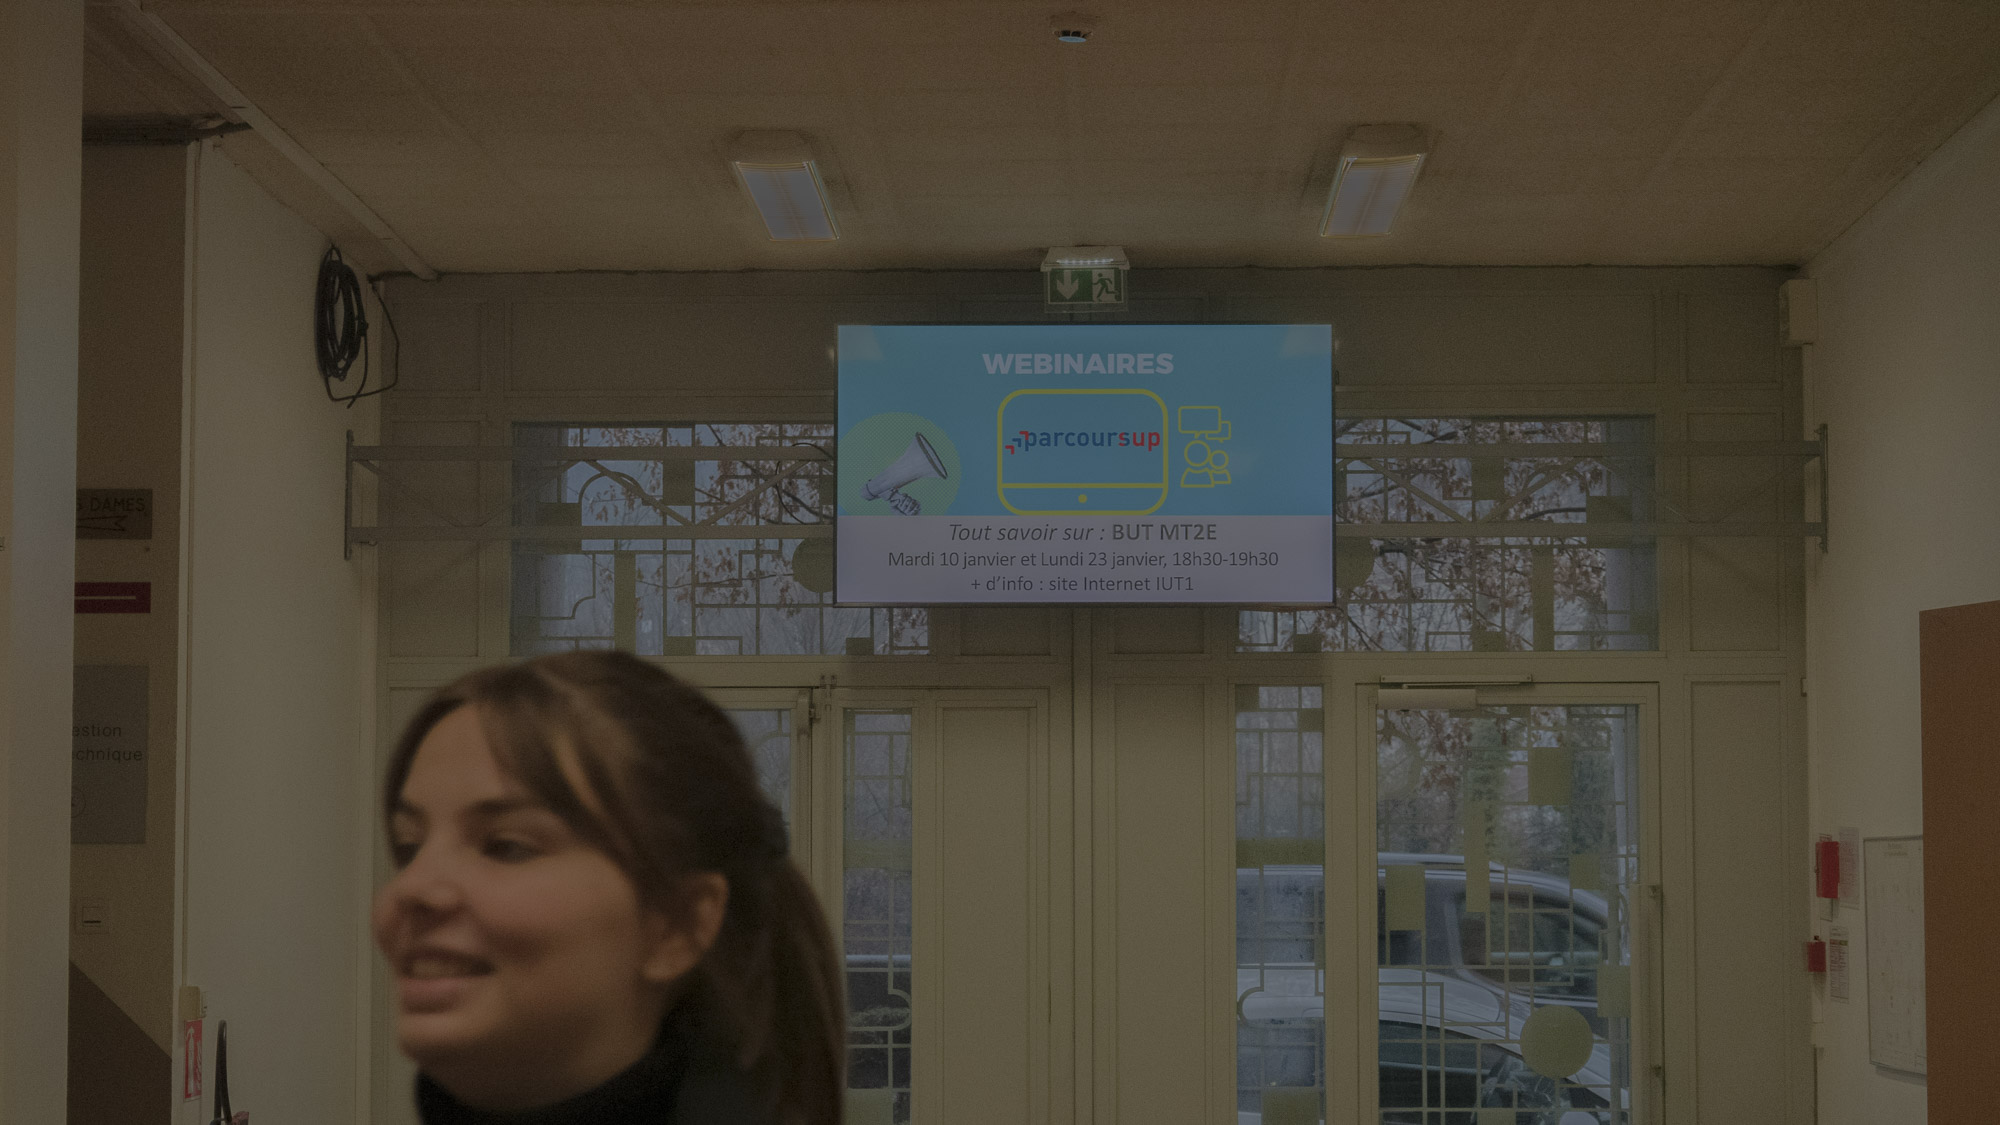 WEBINAIRES
parcoursup
Tout savoir sur : BUT MT2E
Mardi 10 janvier et Lundi 23 janvier, 18h30-19h30
+ d'info : site Internet IUT1
DAMES
estion
echnique